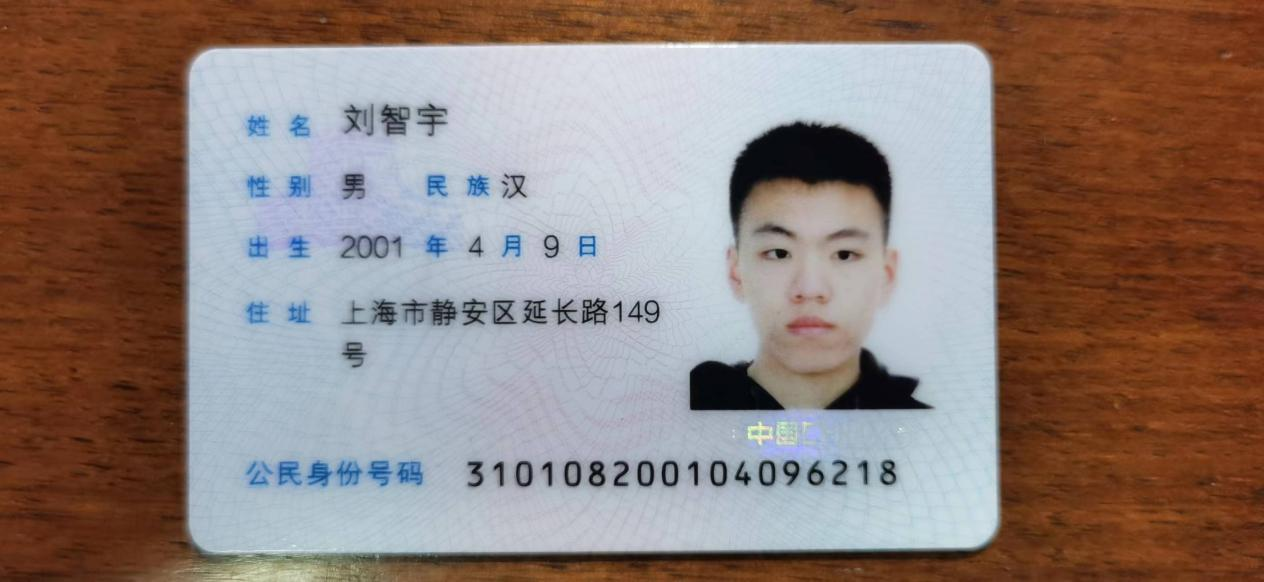 姓名 刘智宇
性别 男 民族 汉
出生 2001 年 4 月 9 日
住址 上海市静安区延长路149
号
中国
公民身份号码 310108200104096218